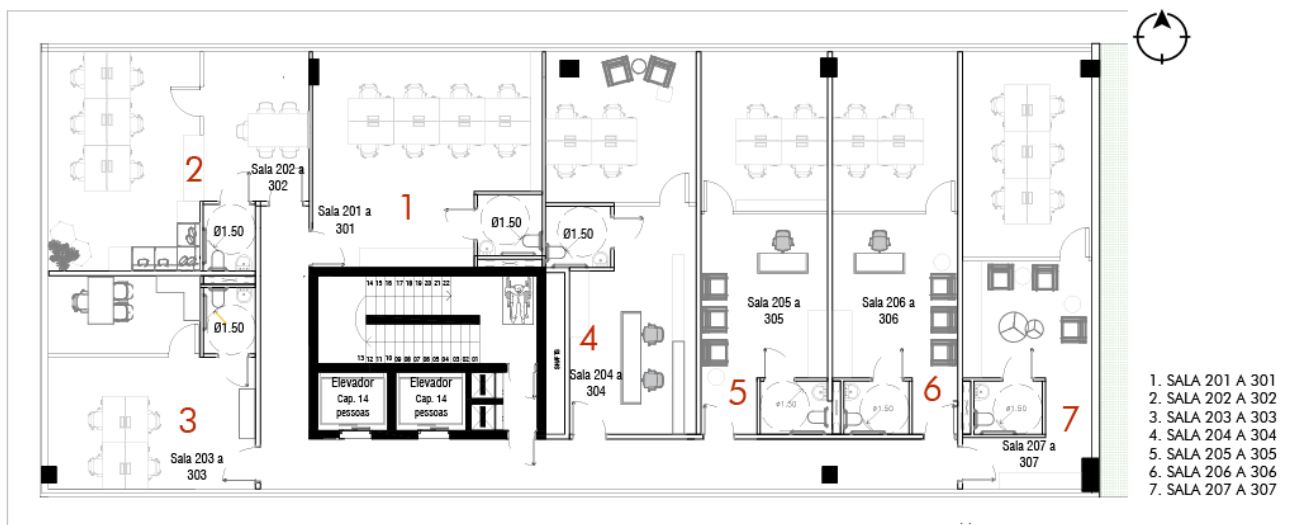 2
Sala 202 a
302
Ø1.50
Sala 201 a
301
1
Ø1.50
Ø1.50
Sala 205 a
305
Sala 206 a
306
Ø1.50
3
Sala 203 a
303
14 15 16 17 18 19 20 21 22
13 12 11 10 09 08 07 06 05 04 03 02 01
Elevador
Cap. 14
pessoas
Elevador
Cap. 14
pessoas
4
Sala 204 a
304
5
ø1.50
ø1.50
6
ø1.50
7
Sala 207 a
307
1. SALA 201 A 301
2. SALA 202 A 302
3. SALA 203 A 303
4. SALA 204 A 304
5. SALA 205 A 305
6. SALA 206 A 306
7. SALA 207 A 307